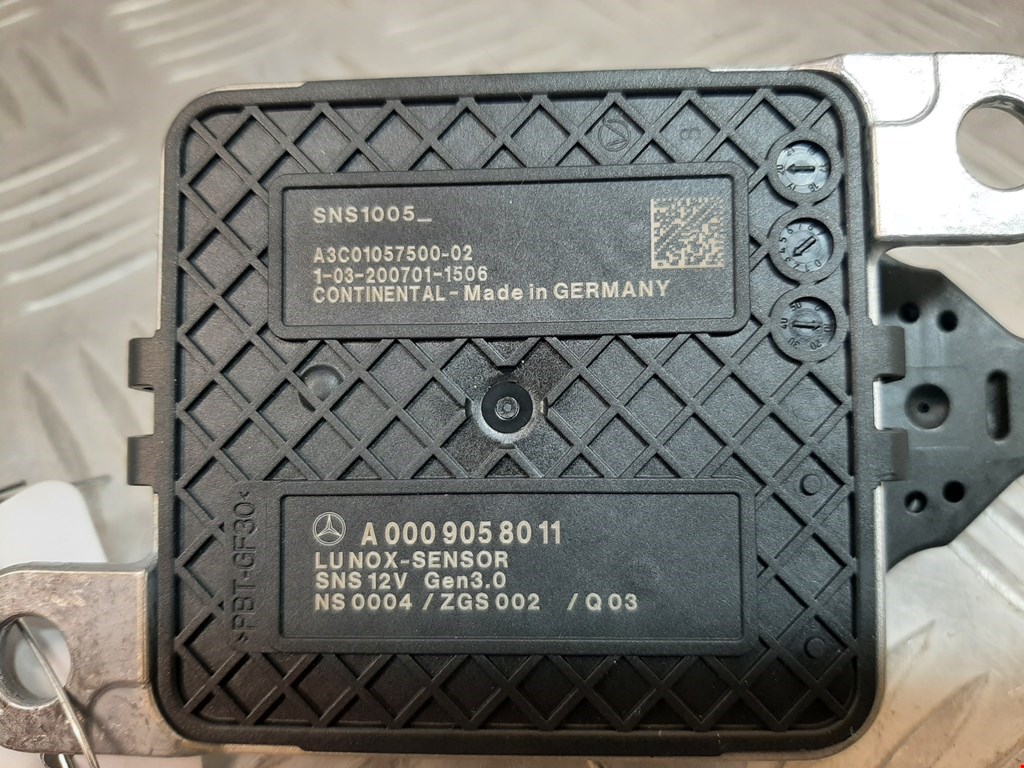 SNS1005_
A3C01057500-02
1-03-200701-1506
CONTINENTAL - Made in GERMANY
>PBT-GF30<
A 000 905 80 11
LU NOX-SENSOR
SNS 12V Gen3.0
NS 0004 / ZGS 002 / Q 03